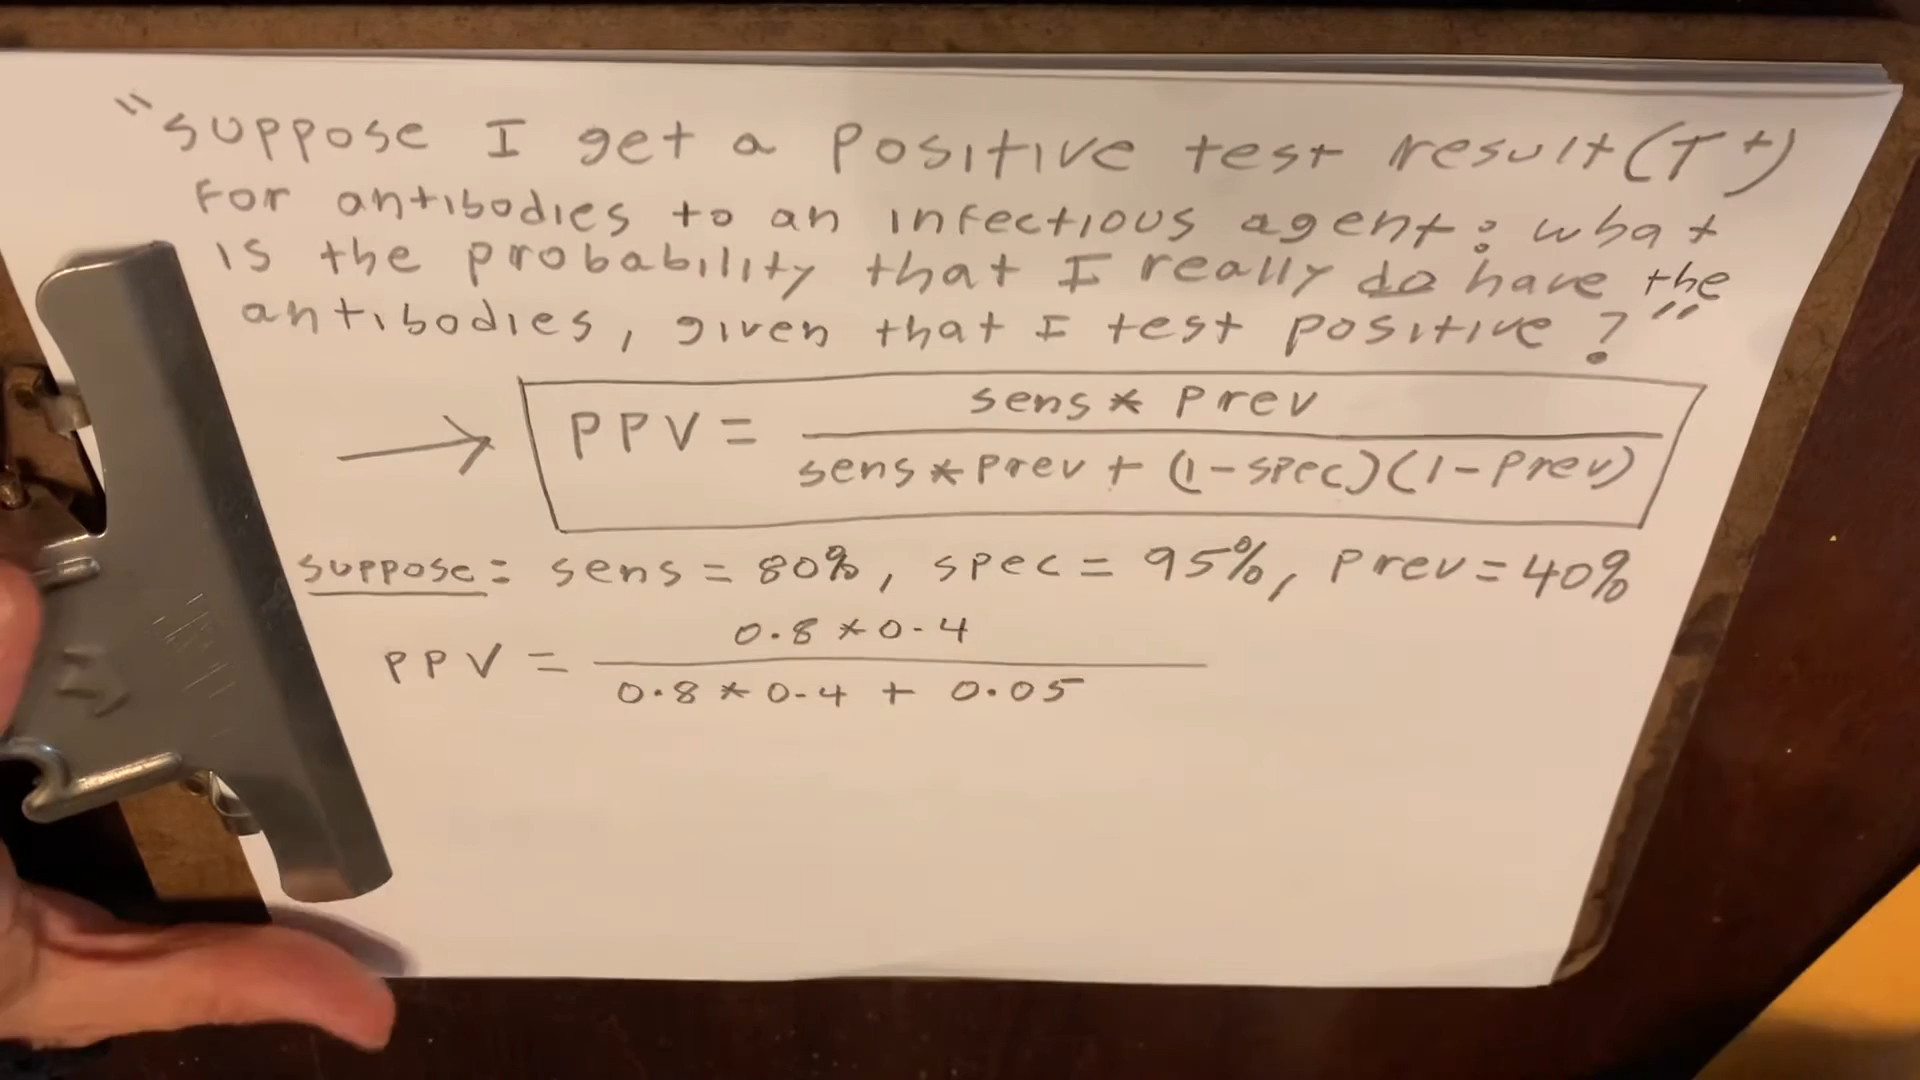 "suppose I get a positive test result (T+)
for antibodies to an infectious agent: what
is the probability that I really do have the
antibodies, given that I test positive?"
→ PPV = sens * prev
sens * prev + (1-spec)(1-prev)
suppose: sens = 80%, spec = 95%, prev = 40%
PPV = 0.8 * 0.4
0.8 * 0.4 + 0.05